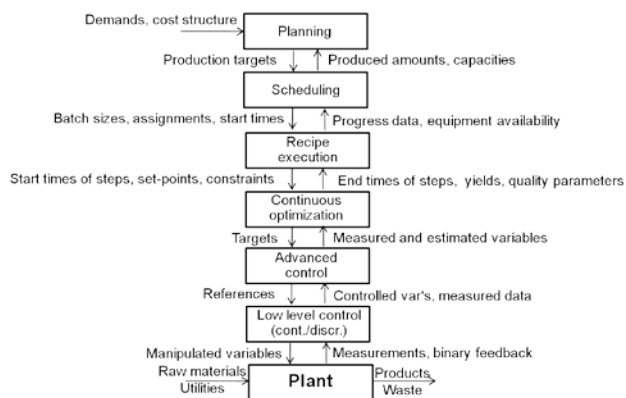 Demands, cost structure
Planning
Production targets
Produced amounts, capacities
Scheduling
Batch sizes, assignments, start times
Progress data, equipment availability
Recipe
execution
Start times of steps, set-points, constraints
End times of steps, yields, quality parameters
Continuous
optimization
Targets
Measured and estimated variables
Advanced
control
References
Controlled var's, measured data
Low level control
(cont./discr.)
Manipulated variables
Measurements, binary feedback
Raw materials
Utilities
Plant
Products
Waste